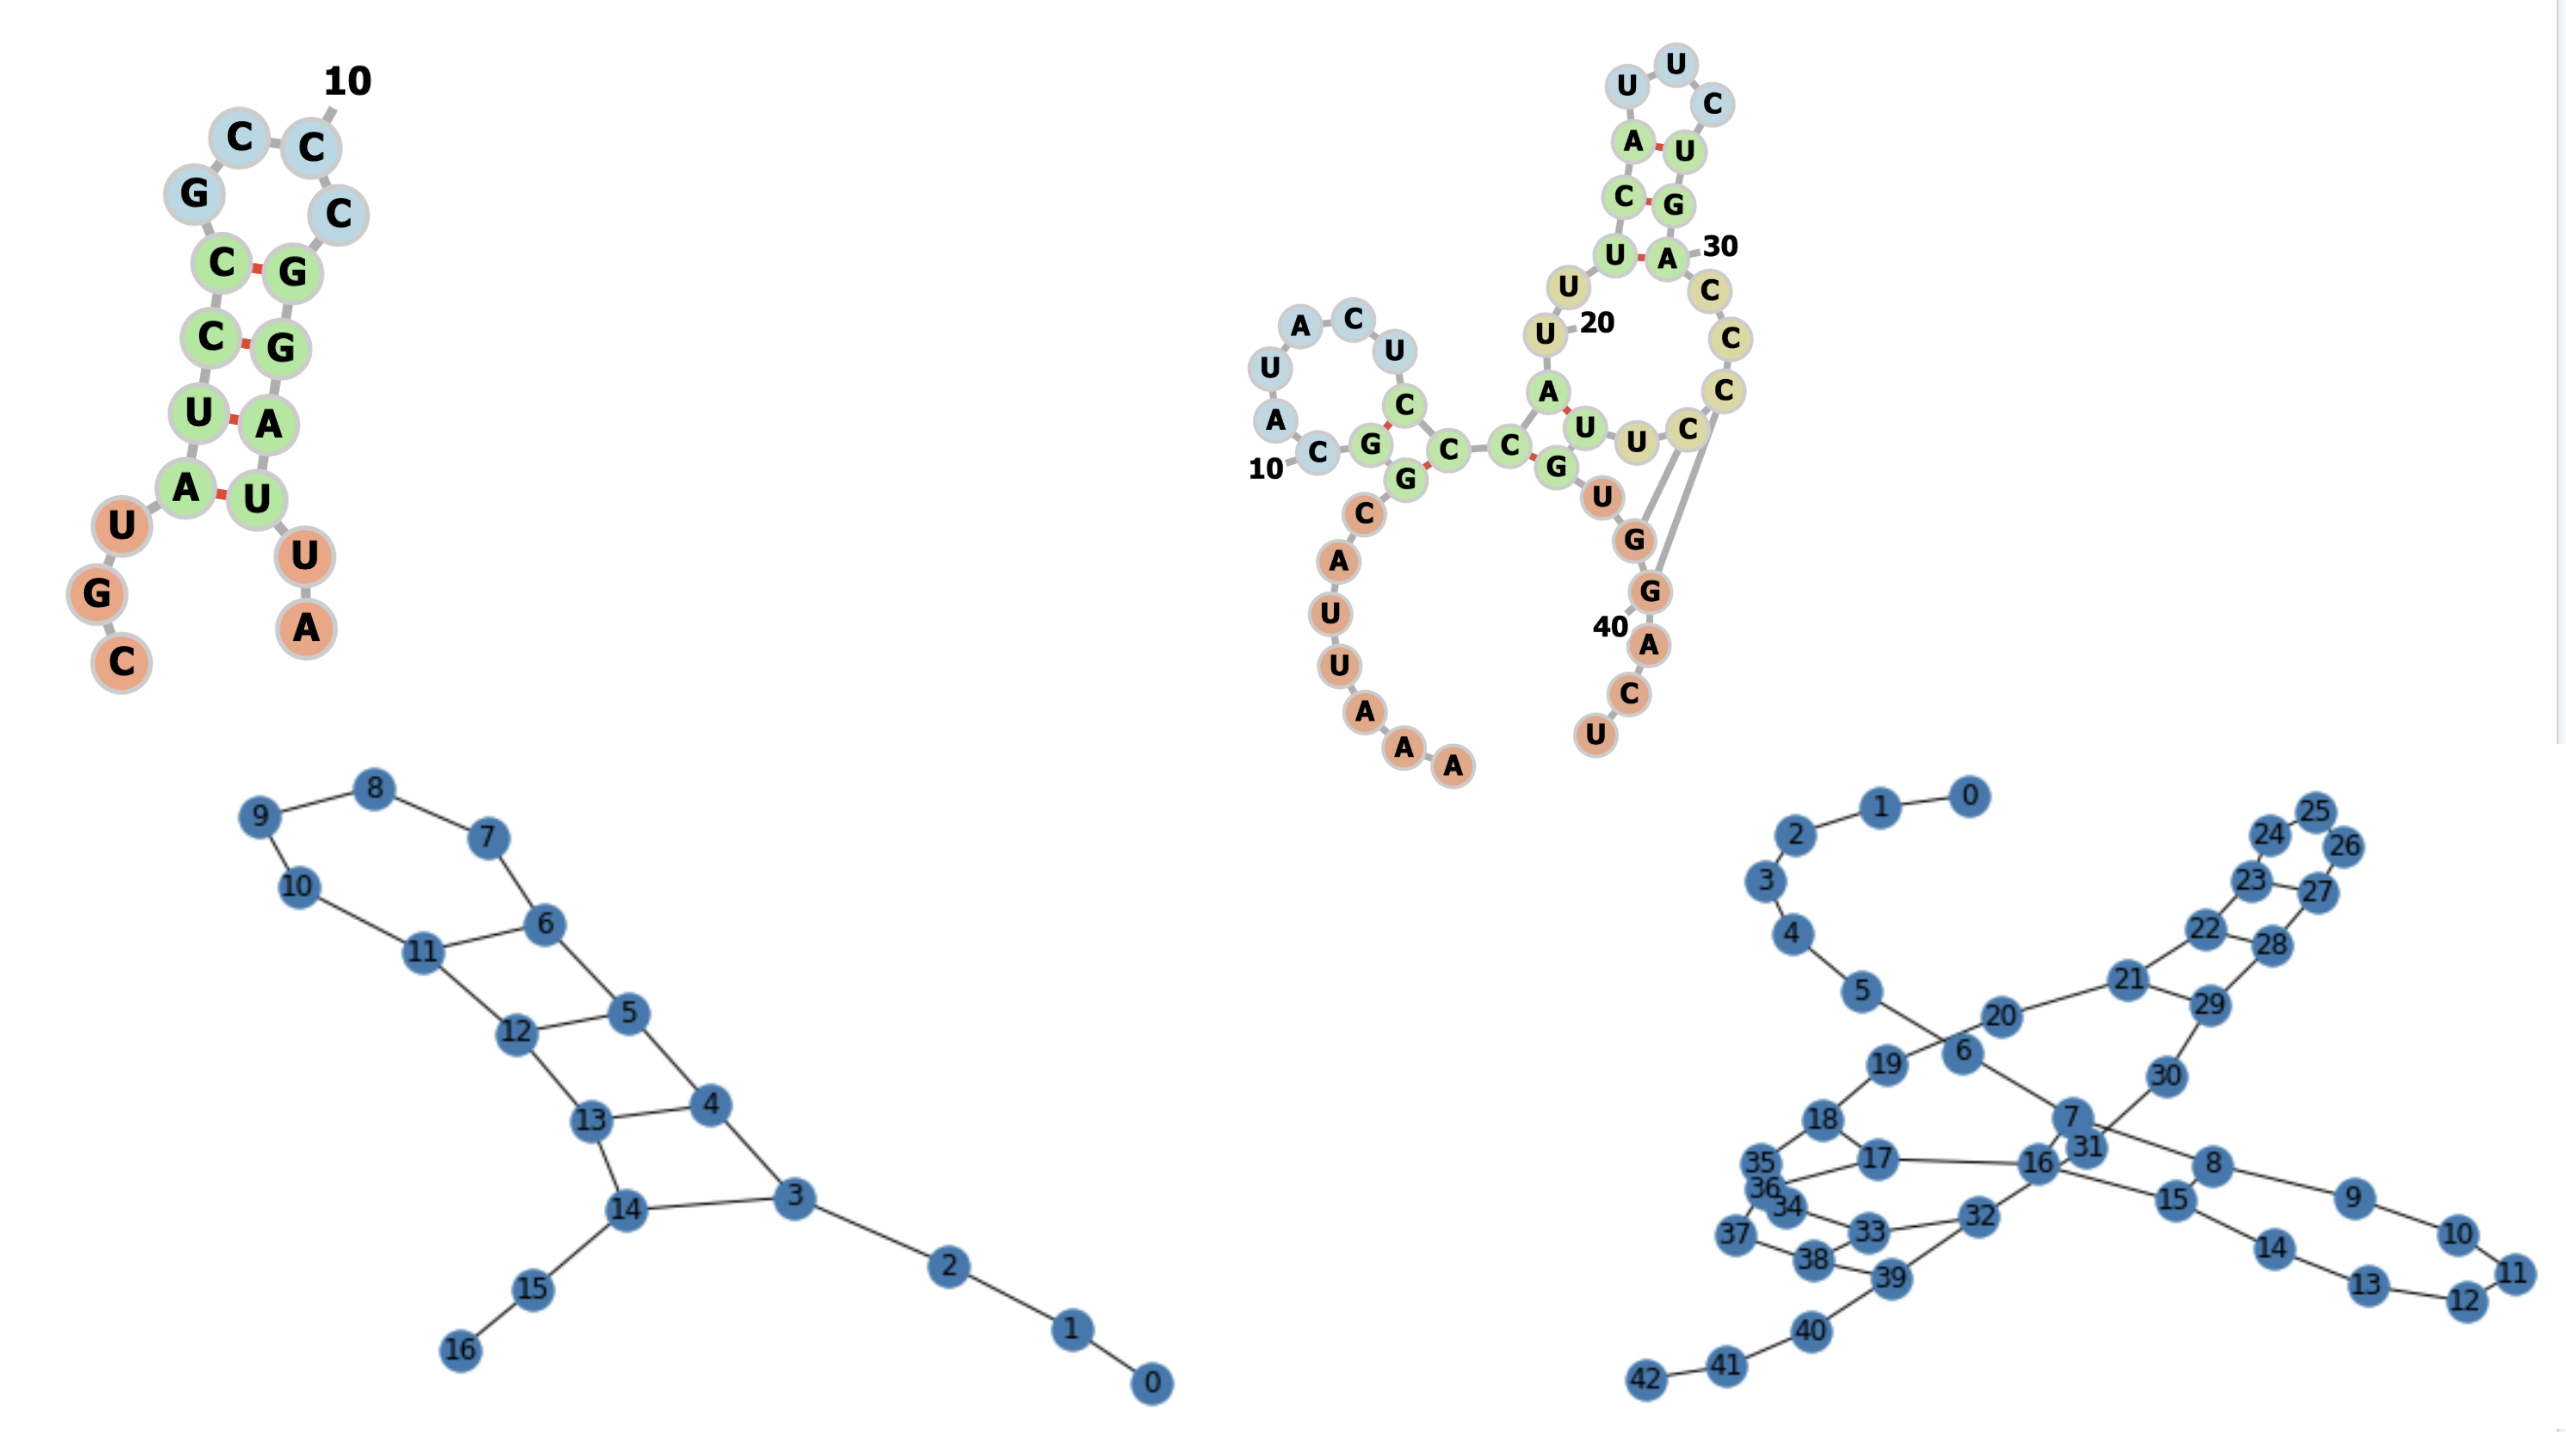 10
C C
G C
C G
C G
U A
A U
U U
G A
C
U U C
A U
C G
U A 30
U C
A C U 20 C
U U A C
C
A U U C
10 C G C C G
G U
C G
A G
U 40 A
U C
A U
A A
8
9 7
10
11 6
12 5
13 4
14 3
15 2
16 1
0
0
1 25
2 24 26
3 23 27
4 22 28
5 21 29
20
19 6 30
18 7
35 17 16 31 8
36 34 15 9
37 33 32 10
38 39 14 11
13 12
40
42 41